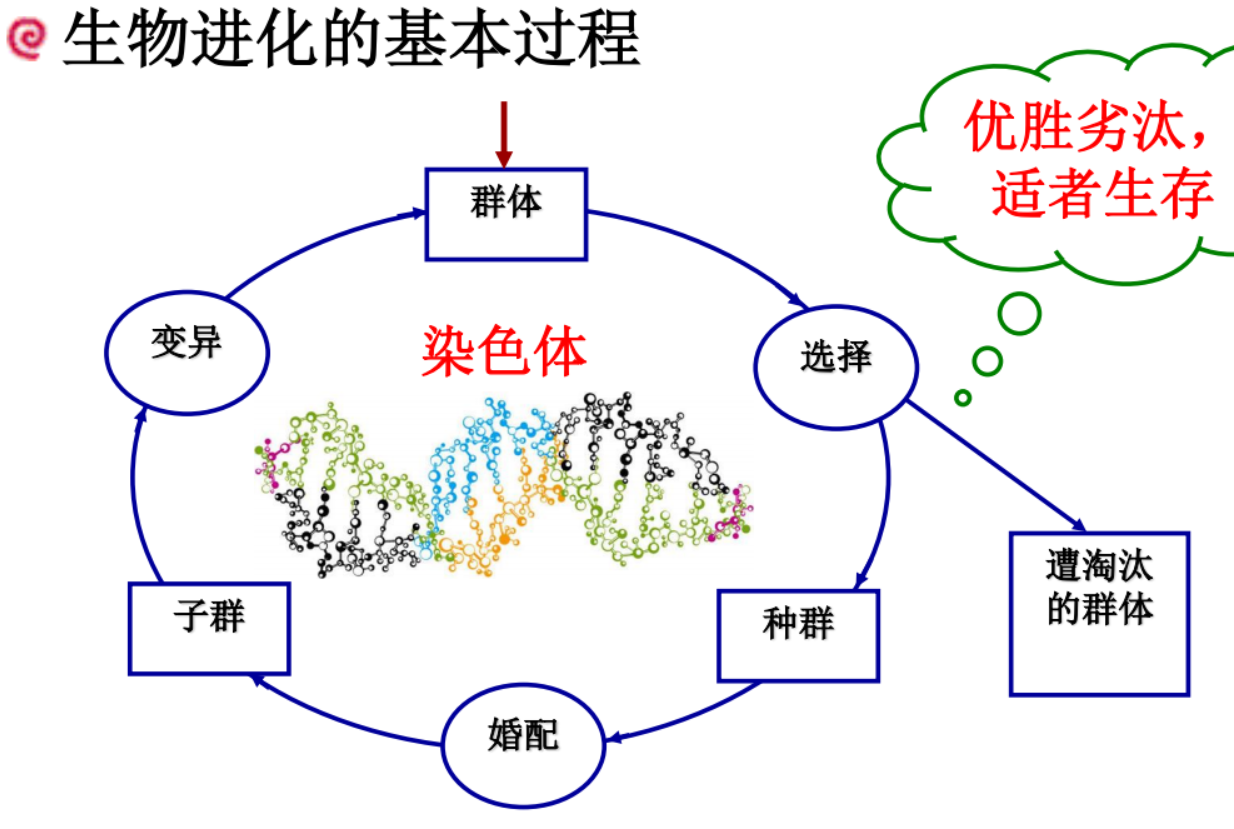 生物进化的基本过程
优胜劣汰，
适者生存
群体
变异
染色体
选择
遭淘汰
的群体
子群
种群
婚配